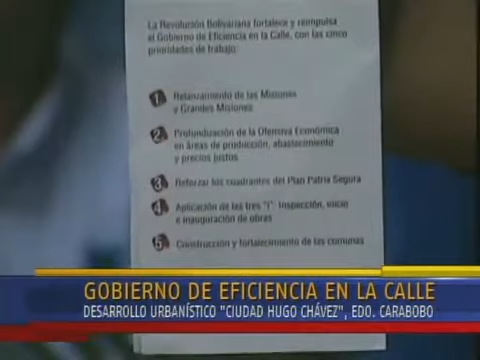 La Revolución Bolivariana fortalece y reimpulsa
el Gobierno de Eficiencia en la Calle, con las cinco
prioridades de trabajo:
1. Relanzamiento de las Misiones
y Grandes Misiones
2. Profundización de la Ofensiva Económica
en áreas de producción, abastecimiento
y precios justos
3. Reforzar los cuadrantes del Plan Patria Segura
4. Aplicación de las tres "I": Inspección, inicio
e inauguración de obras
5. Construcción y fortalecimiento de las comunas
GOBIERNO DE EFICIENCIA EN LA CALLE
DESARROLLO URBANÍSTICO "CIUDAD HUGO CHÁVEZ", EDO. CARABOBO